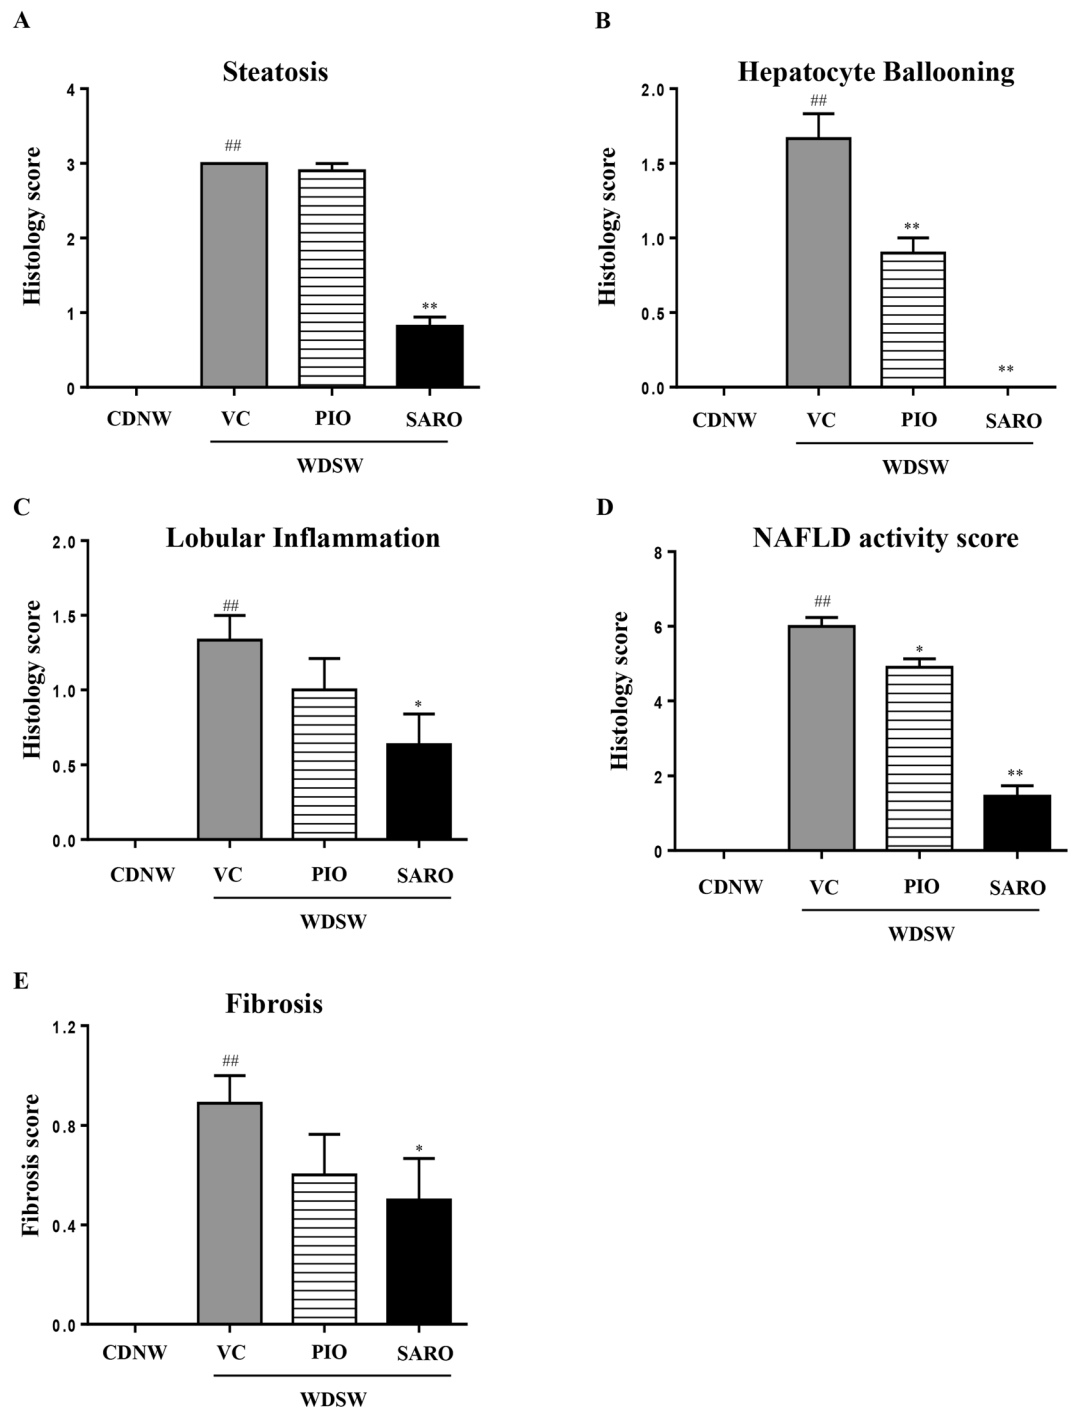 A
Steatosis
Histology score
4
3
2
1
0
##
**
CDNW VC PIO SARO
WDSW
B
Hepatocyte Ballooning
Histology score
2.0
1.5
1.0
0.5
0.0
##
**
**
CDNW VC PIO SARO
WDSW
C
Lobular Inflammation
Histology score
2.0
1.5
1.0
0.5
0.0
##
*
CDNW VC PIO SARO
WDSW
D
NAFLD activity score
Histology score
8
6
4
2
0
##
*
**
CDNW VC PIO SARO
WDSW
E
Fibrosis
Fibrosis score
1.2
0.8
0.4
0.0
##
*
CDNW VC PIO SARO
WDSW